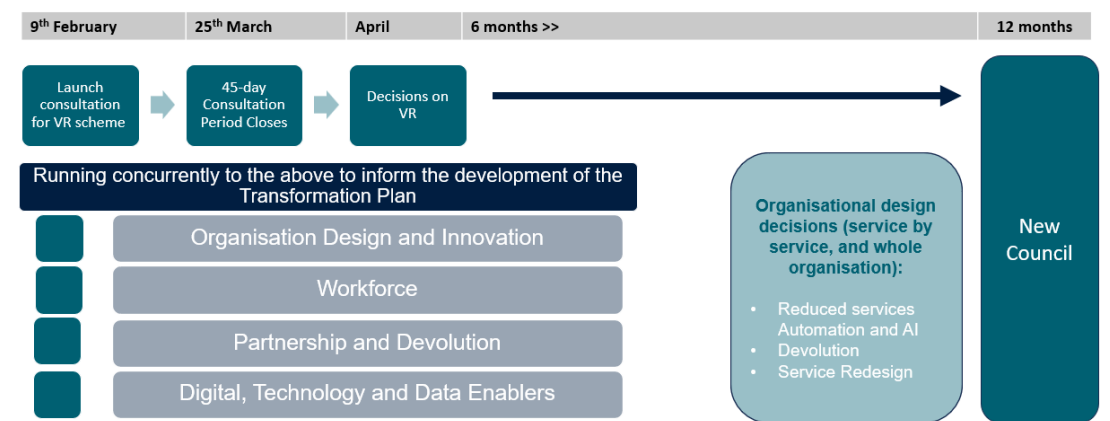 9th February
25th March
April
6 months >>
12 months
Launch
consultation
for VR scheme
45-day
Consultation
Period Closes
Decisions on
VR
Running concurrently to the above to inform the development of the
Transformation Plan
Organisation Design and Innovation
Workforce
Partnership and Devolution
Digital, Technology and Data Enablers
Organisational design
decisions (service by
service, and whole
organisation):
• Reduced services
Automation and AI
• Devolution
• Service Redesign
New
Council